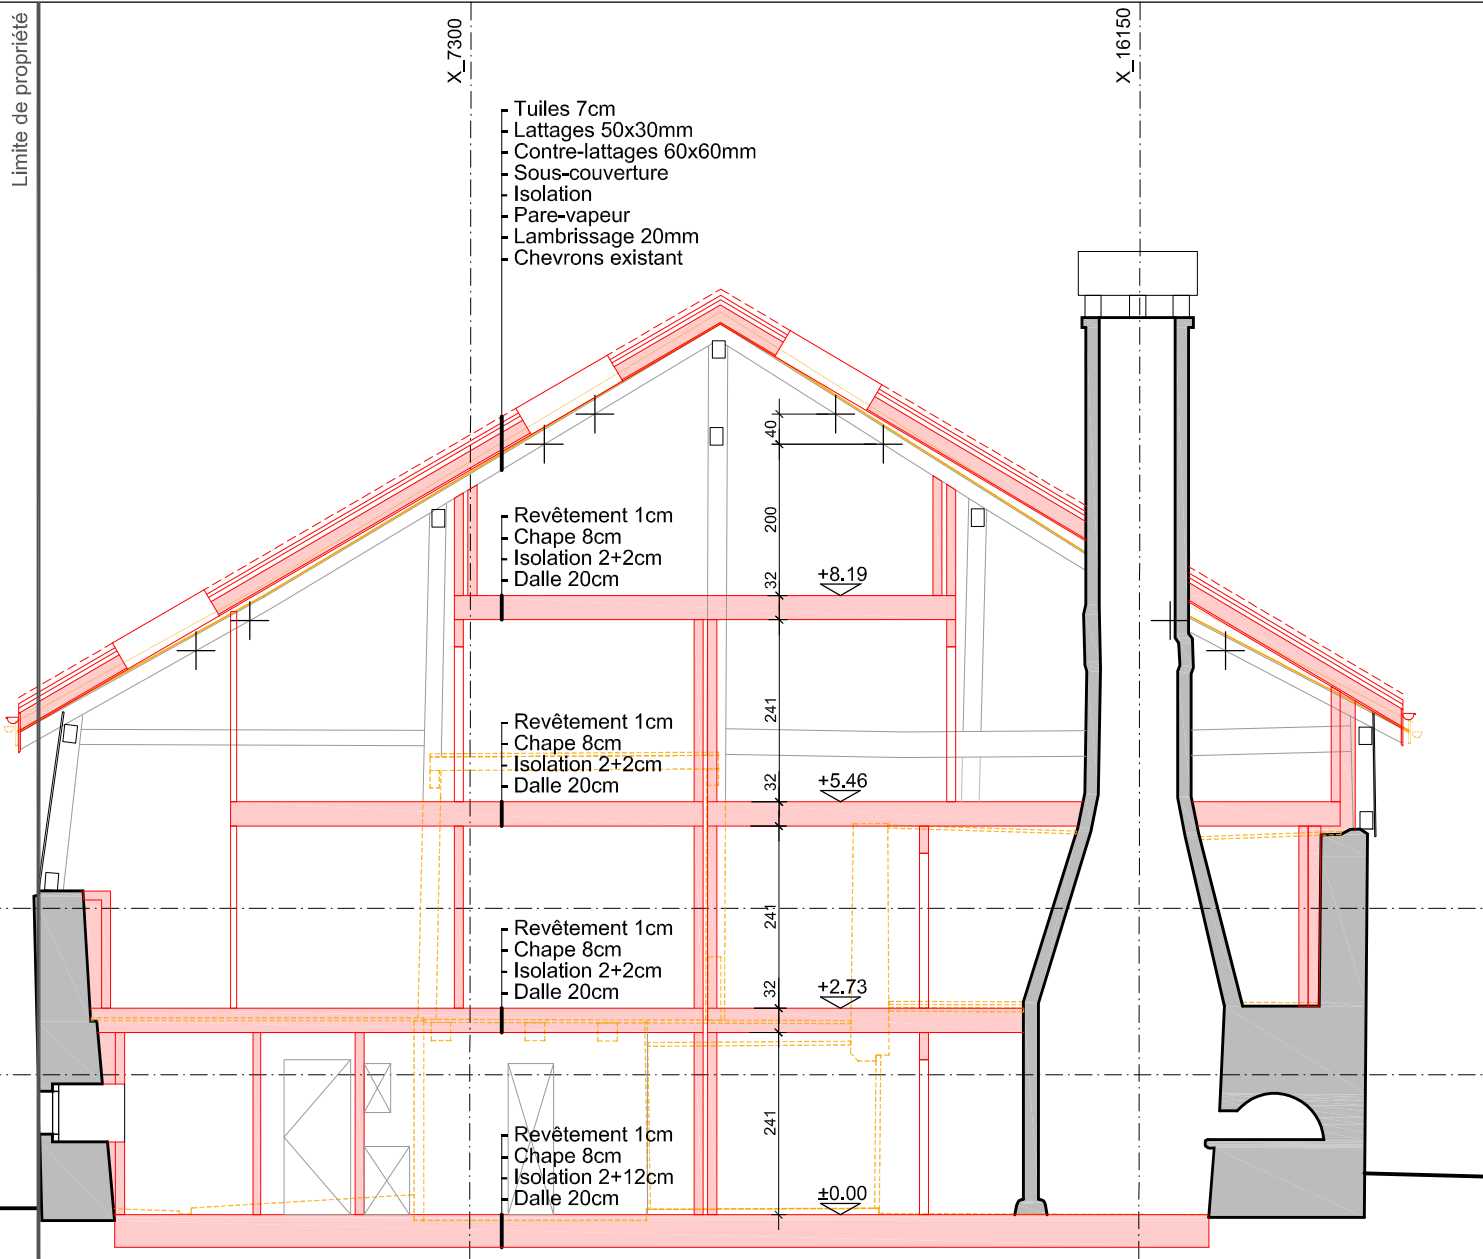 Limite de propriété
X_7300
X_16150
Tuiles 7cm
Lattages 50x30mm
Contre-lattages 60x60mm
Sous-couverture
Isolation
Pare-vapeur
Lambrissage 20mm
Chevrons existant
40
200
Revêtement 1cm
Chape 8cm
Isolation 2+2cm
Dalle 20cm
32
+8.19
241
Revêtement 1cm
Chape 8cm
Isolation 2+2cm
Dalle 20cm
32
+5.46
241
Revêtement 1cm
Chape 8cm
Isolation 2+2cm
Dalle 20cm
32
+2.73
241
Revêtement 1cm
Chape 8cm
Isolation 2+12cm
Dalle 20cm
±0.00